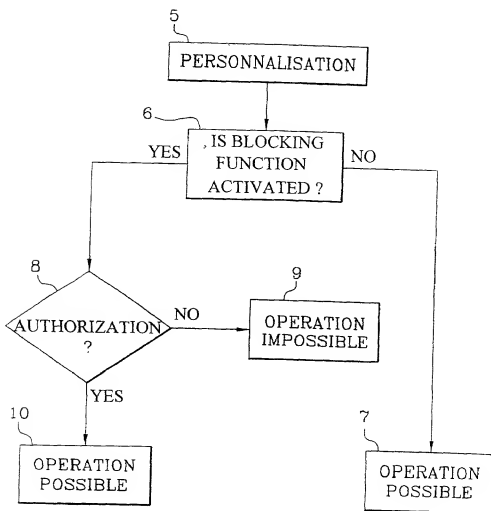 5
PERSONNALISATION
6
, IS BLOCKING
FUNCTION
ACTIVATED ?
YES
NO
8
AUTHORIZATION
?
NO
9
OPERATION
IMPOSSIBLE
YES
10
OPERATION
POSSIBLE
7
OPERATION
POSSIBLE